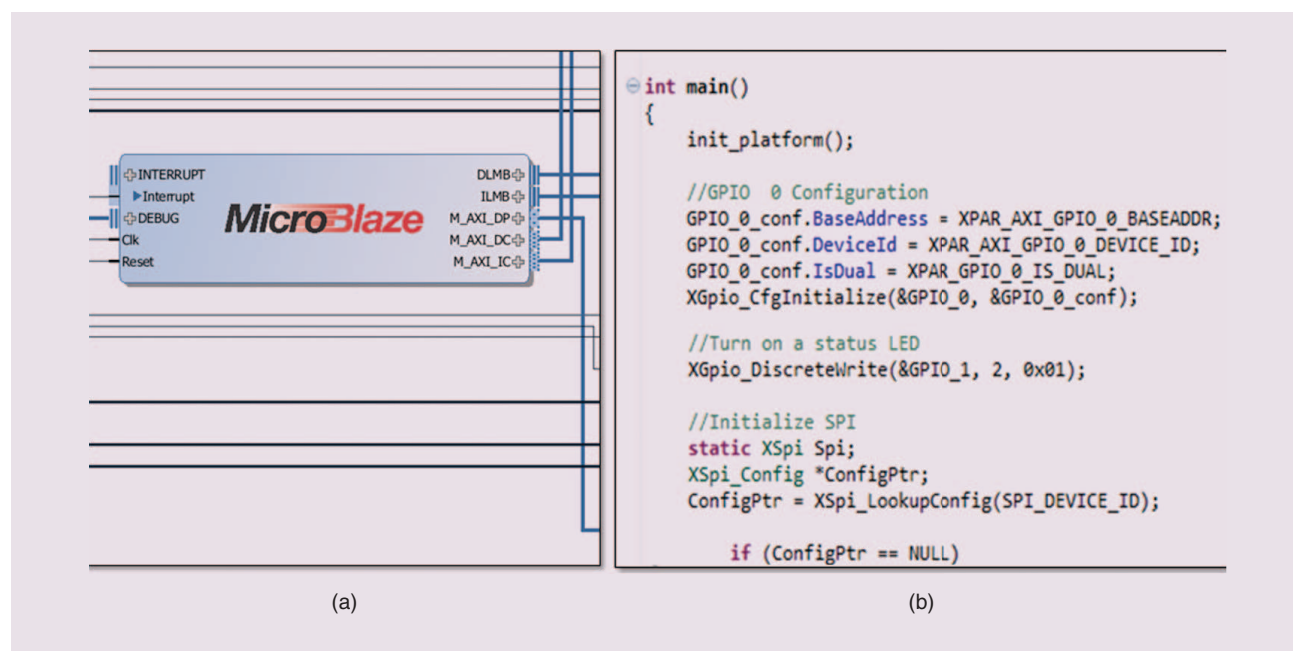 INTERRUPT
Interrupt
DEBUG
Clk
Reset
MicroBlaze
DLMB
ILMB
M_AXI_DP
M_AXI_DC
M_AXI_IC
(a)
int main()
{
init_platform();
//GPIO 0 Configuration
GPIO_0_conf.BaseAddress = XPAR_AXI_GPIO_0_BASEADDR;
GPIO_0_conf.DeviceId = XPAR_AXI_GPIO_0_DEVICE_ID;
GPIO_0_conf.IsDual = XPAR_GPIO_0_IS_DUAL;
XGpio_CfgInitialize(&GPIO_0, &GPIO_0_conf);
//Turn on a status LED
XGpio_DiscreteWrite(&GPIO_1, 2, 0x01);
//Initialize SPI
static XSpi Spi;
XSpi_Config *ConfigPtr;
ConfigPtr = XSpi_LookupConfig(SPI_DEVICE_ID);
if (ConfigPtr == NULL)
(b)